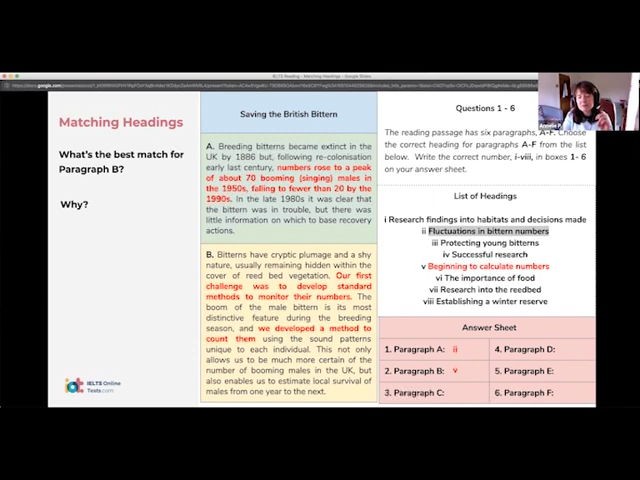 IELTS Reading - Matching Headings - Google Slides
Matching Headings
What's the best match for
Paragraph B?
Why?
IELTS Online
Tests.com
Saving the British Bittern
A. Breeding bitterns became extinct in the
UK by 1886 but, following re-colonisation
early last century, numbers rose to a peak
of about 70 booming (singing) males in
the 1950s, falling to fewer than 20 by the
1990s. In the late 1980s it was clear that
the bittern was in trouble, but there was
little information on which to base recovery
actions.
B. Bitterns have cryptic plumage and a shy
nature, usually remaining hidden within the
cover of reed bed vegetation. Our first
challenge was to develop standard
methods to monitor their numbers. The
boom of the male bittern is its most
distinctive feature during the breeding
season, and we developed a method to
count them using the sound patterns
unique to each individual. This not only
allows us to be much more certain of the
number of booming males in the UK, but
also enables us to estimate local survival of
males from one year to the next.
Questions 1 - 6
The reading passage has six paragraphs, A-F. Choose
the correct heading for paragraphs A-F from the list
below. Write the correct number, i-viii, in boxes 1- 6
on your answer sheet.
List of Headings
i Research findings into habitats and decisions made
ii Fluctuations in bittern numbers
iii Protecting young bitterns
iv Successful research
v Beginning to calculate numbers
vi The importance of food
vii Research into the reedbed
viii Establishing a winter reserve
Answer Sheet
1. Paragraph A: ii
4. Paragraph D:
2. Paragraph B: v
5. Paragraph E:
3. Paragraph C:
6. Paragraph F: